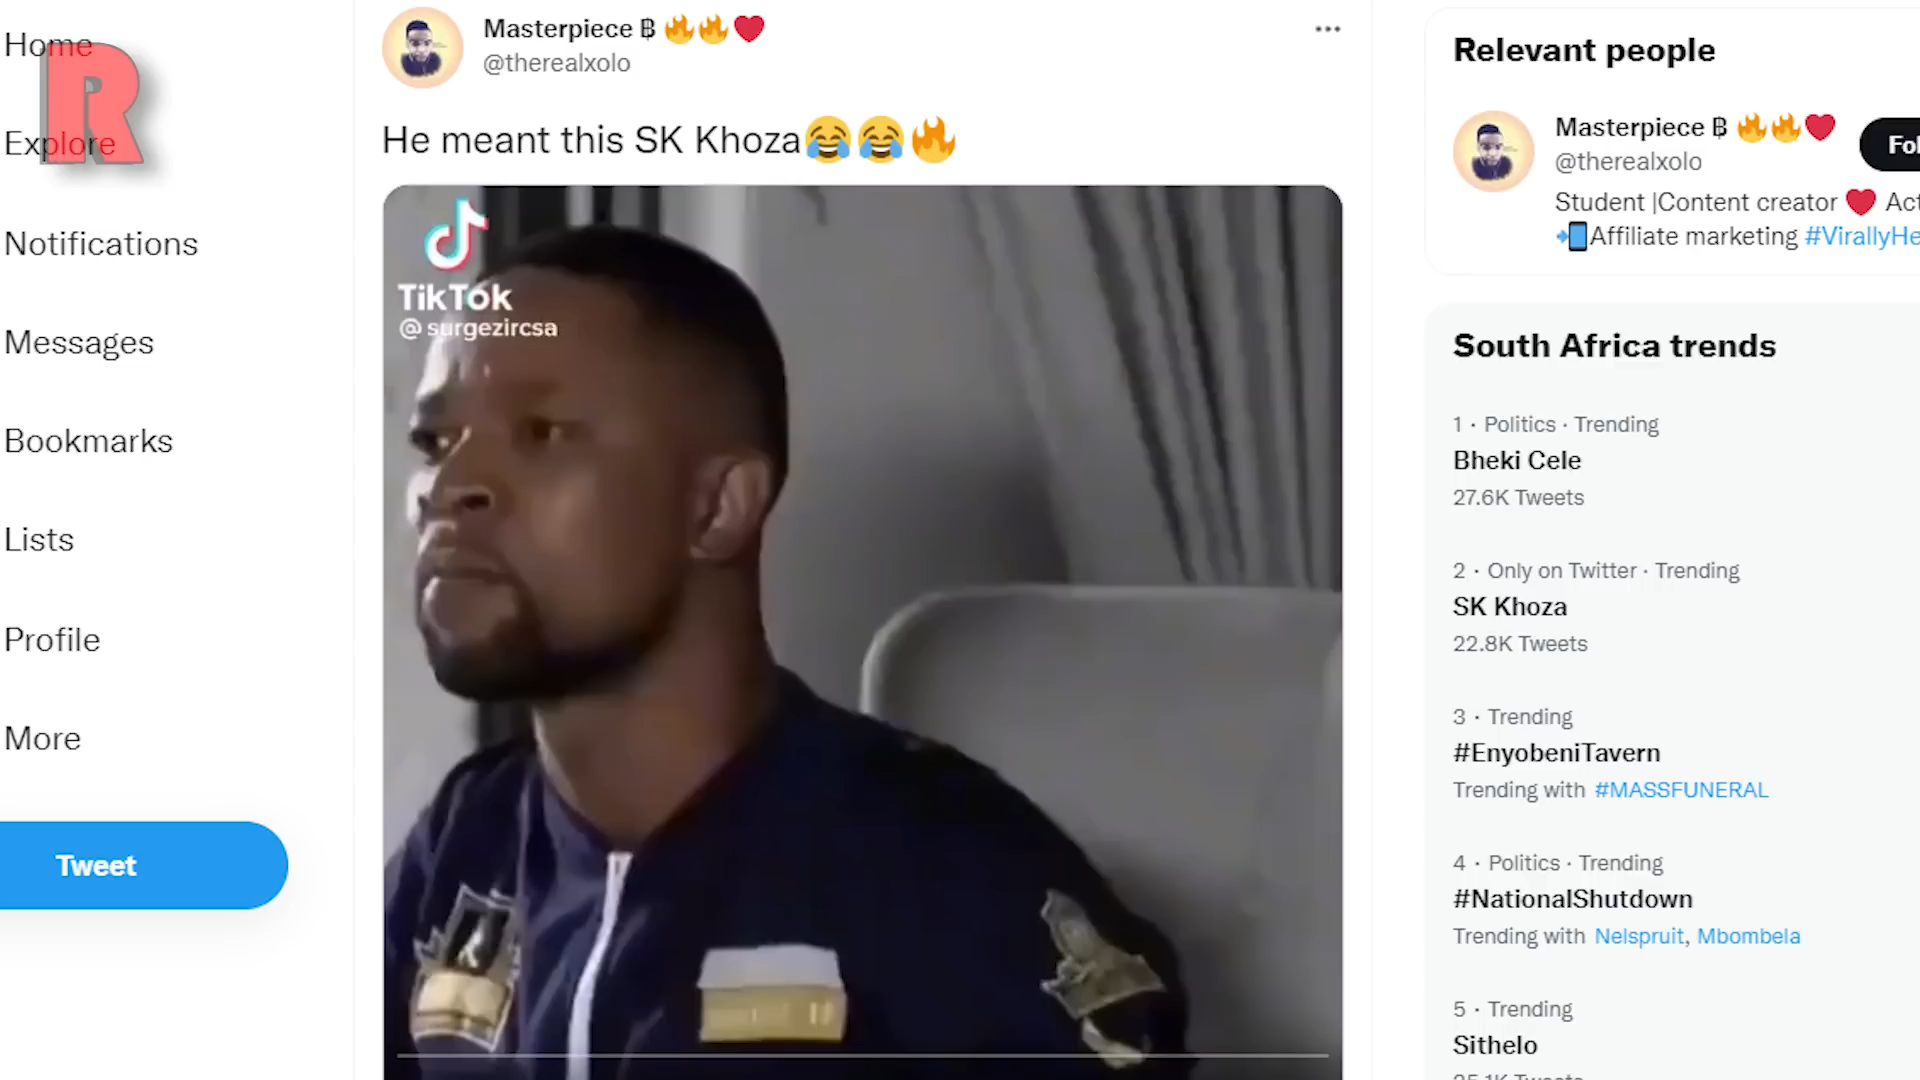 Home
Explore
Notifications
Messages
Bookmarks
Lists
Profile
More
Tweet
R
Masterpiece ₿ 🔥🔥❤️
@therealxolo
He meant this SK Khoza😂😂🔥
TikTok
@surgezircsa
Relevant people
Masterpiece ₿ 🔥🔥❤️
@therealxolo
Fol
Student |Content creator ❤️ Act
📲Affiliate marketing #VirallyHe
South Africa trends
1 · Politics · Trending
Bheki Cele
27.6K Tweets
2 · Only on Twitter · Trending
SK Khoza
22.8K Tweets
3 · Trending
#EnyobeniTavern
Trending with #MASSFUNERAL
4 · Politics · Trending
#NationalShutdown
Trending with Nelspruit, Mbombela
5 · Trending
Sithelo